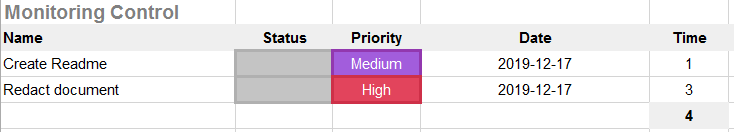 Monitoring Control
Name Status Priority Date Time
Create Readme Medium 2019-12-17 1
Redact document High 2019-12-17 3
4